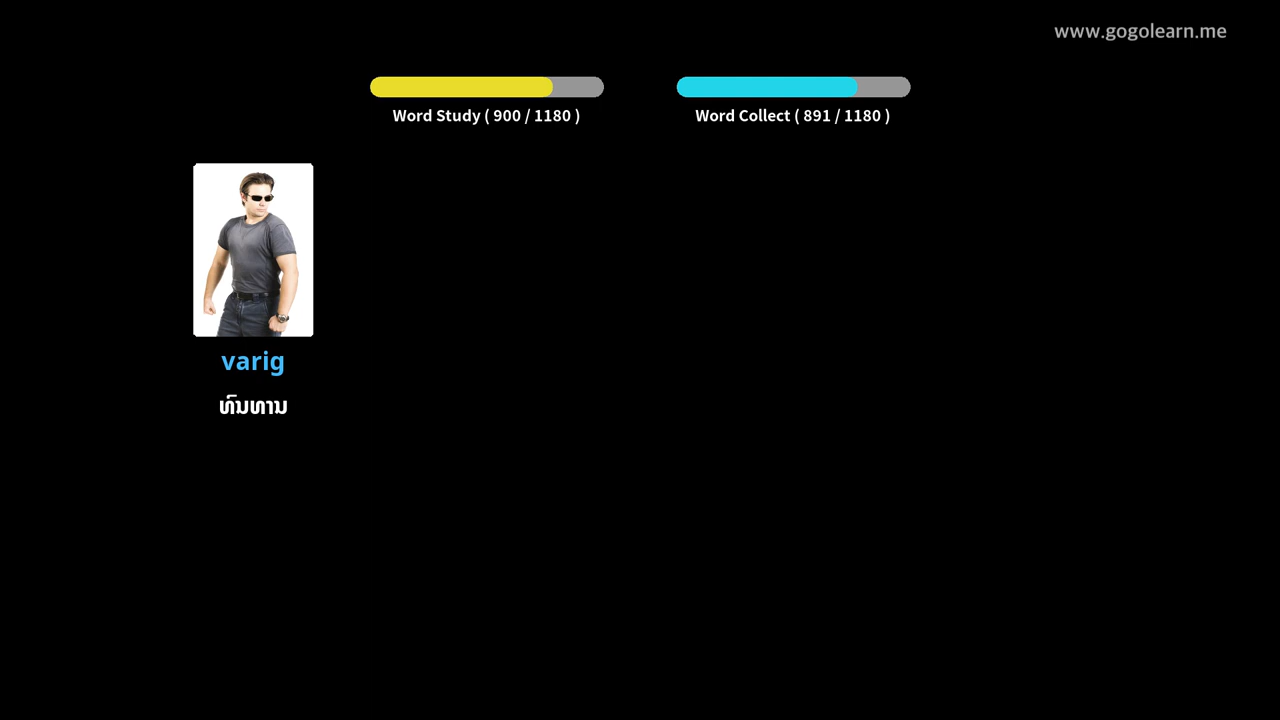 www.gogolearn.me
Word Study ( 900 / 1180 )
Word Collect ( 891 / 1180 )
varig
ທົນທານ